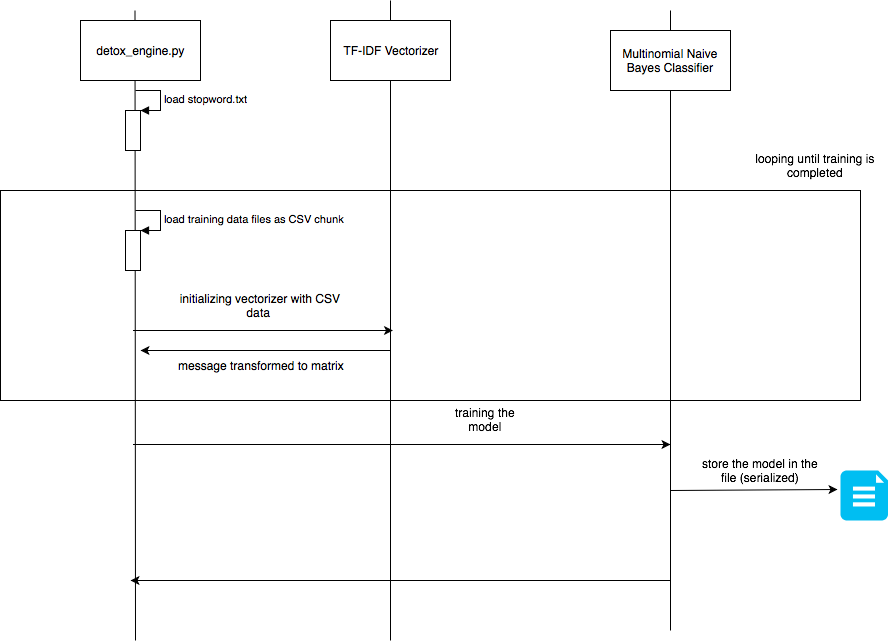 detox_engine.py
TF-IDF Vectorizer
Multinomial Naive
Bayes Classifier
load stopword.txt
looping until training is
completed
load training data files as CSV chunk
initializing vectorizer with CSV
data
message transformed to matrix
training the
model
store the model in the
file (serialized)